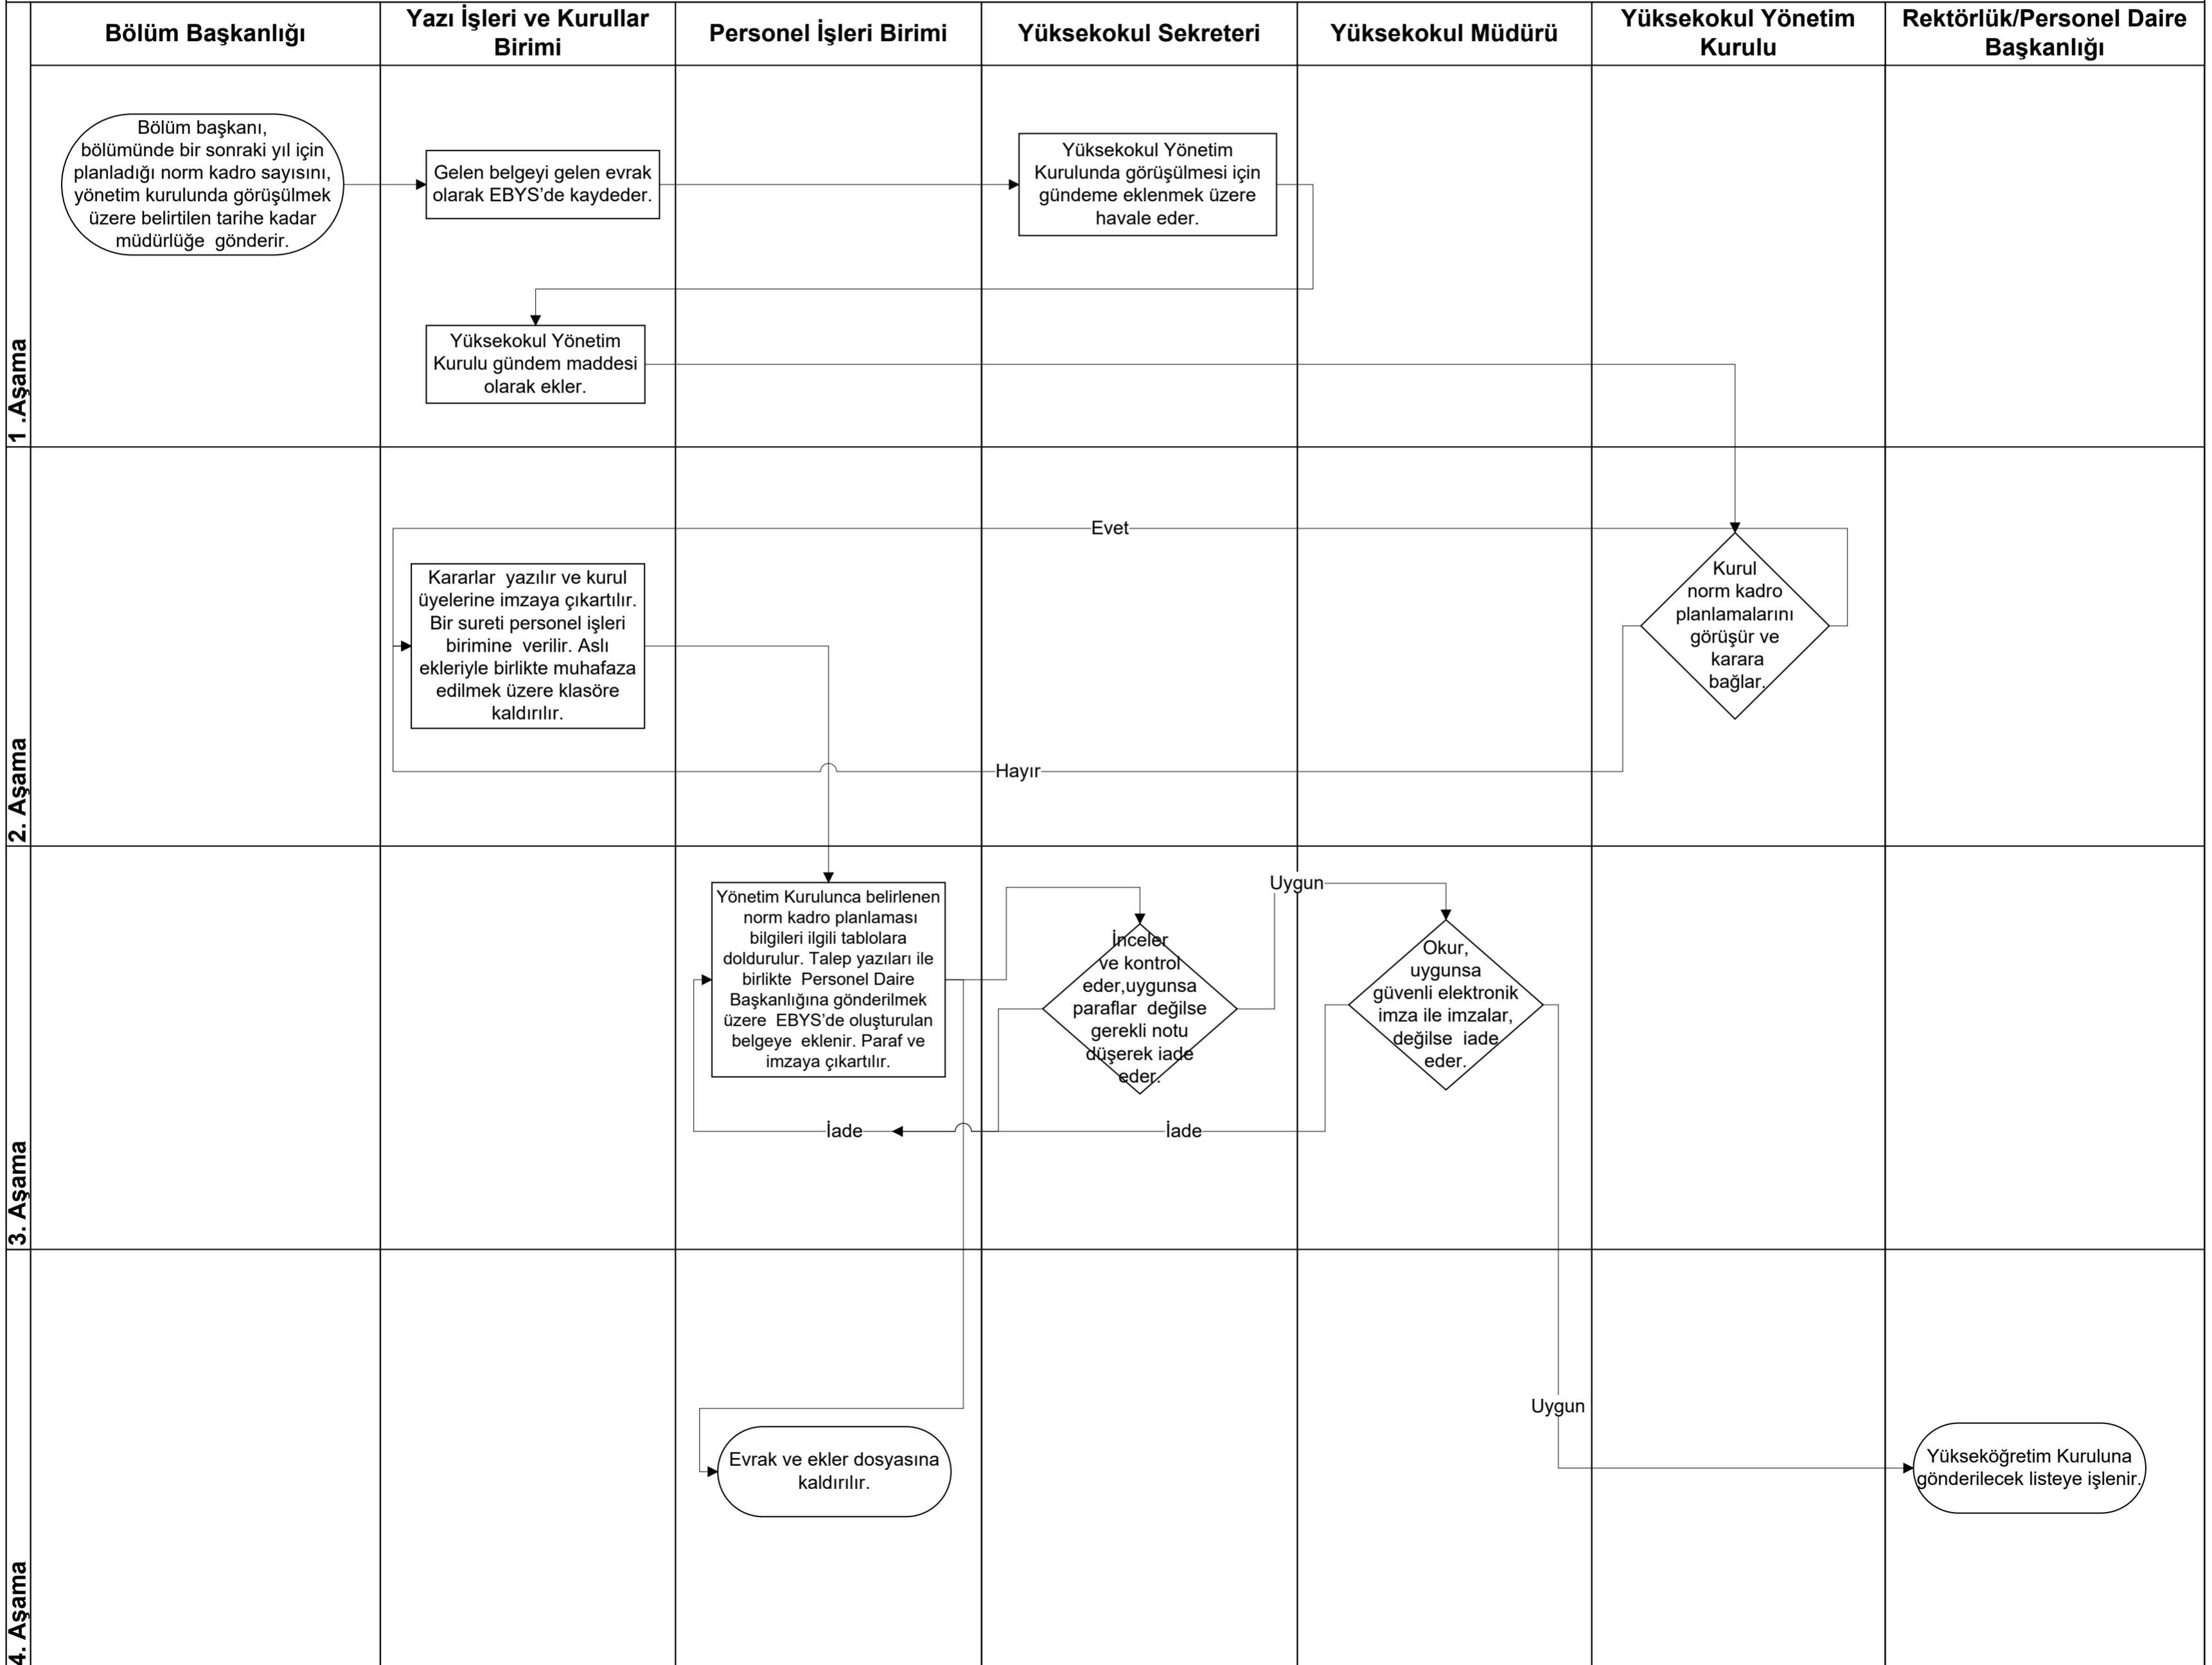 Bölüm Başkanlığı
Yazı İşleri ve Kurullar
Birimi
Personel İşleri Birimi
Yüksekokul Sekreteri
Yüksekokul Müdürü
Yüksekokul Yönetim
Kurulu
Rektörlük/Personel Daire
Başkanlığı
1 .Aşama
Bölüm başkanı,
bölümünde bir sonraki yıl için
planladığı norm kadro sayısını,
yönetim kurulunda görüşülmek
üzere belirtilen tarihe kadar
müdürlüğe  gönderir.
Gelen belgeyi gelen evrak
olarak EBYS’de kaydeder.
Yüksekokul Yönetim
Kurulunda görüşülmesi için
gündeme eklenmek üzere
havale eder.
Yüksekokul Yönetim
Kurulu gündem maddesi
olarak ekler.
2. Aşama
Evet
Kararlar  yazılır ve kurul
üyelerine imzaya çıkartılır.
Bir sureti personel işleri
birimine  verilir. Aslı
ekleriyle birlikte muhafaza
edilmek üzere klasöre
kaldırılır.
Kurul
norm kadro
planlamalarını
görüşür ve
karara
bağlar.
Hayır
3. Aşama
Yönetim Kurulunca belirlenen
norm kadro planlaması
bilgileri ilgili tablolara
doldurulur. Talep yazıları ile
birlikte  Personel Daire
Başkanlığına gönderilmek
üzere  EBYS’de oluşturulan
belgeye  eklenir. Paraf ve
imzaya çıkartılır.
İnceler
ve kontrol
eder,uygunsa
paraflar  değilse
gerekli notu
düşerek iade
eder.
Uygun
Okur,
uygunsa
güvenli elektronik
imza ile imzalar,
değilse  iade
eder.
İade
İade
4. Aşama
Uygun
Evrak ve ekler dosyasına
kaldırılır.
Yükseköğretim Kuruluna
gönderilecek listeye işlenir.